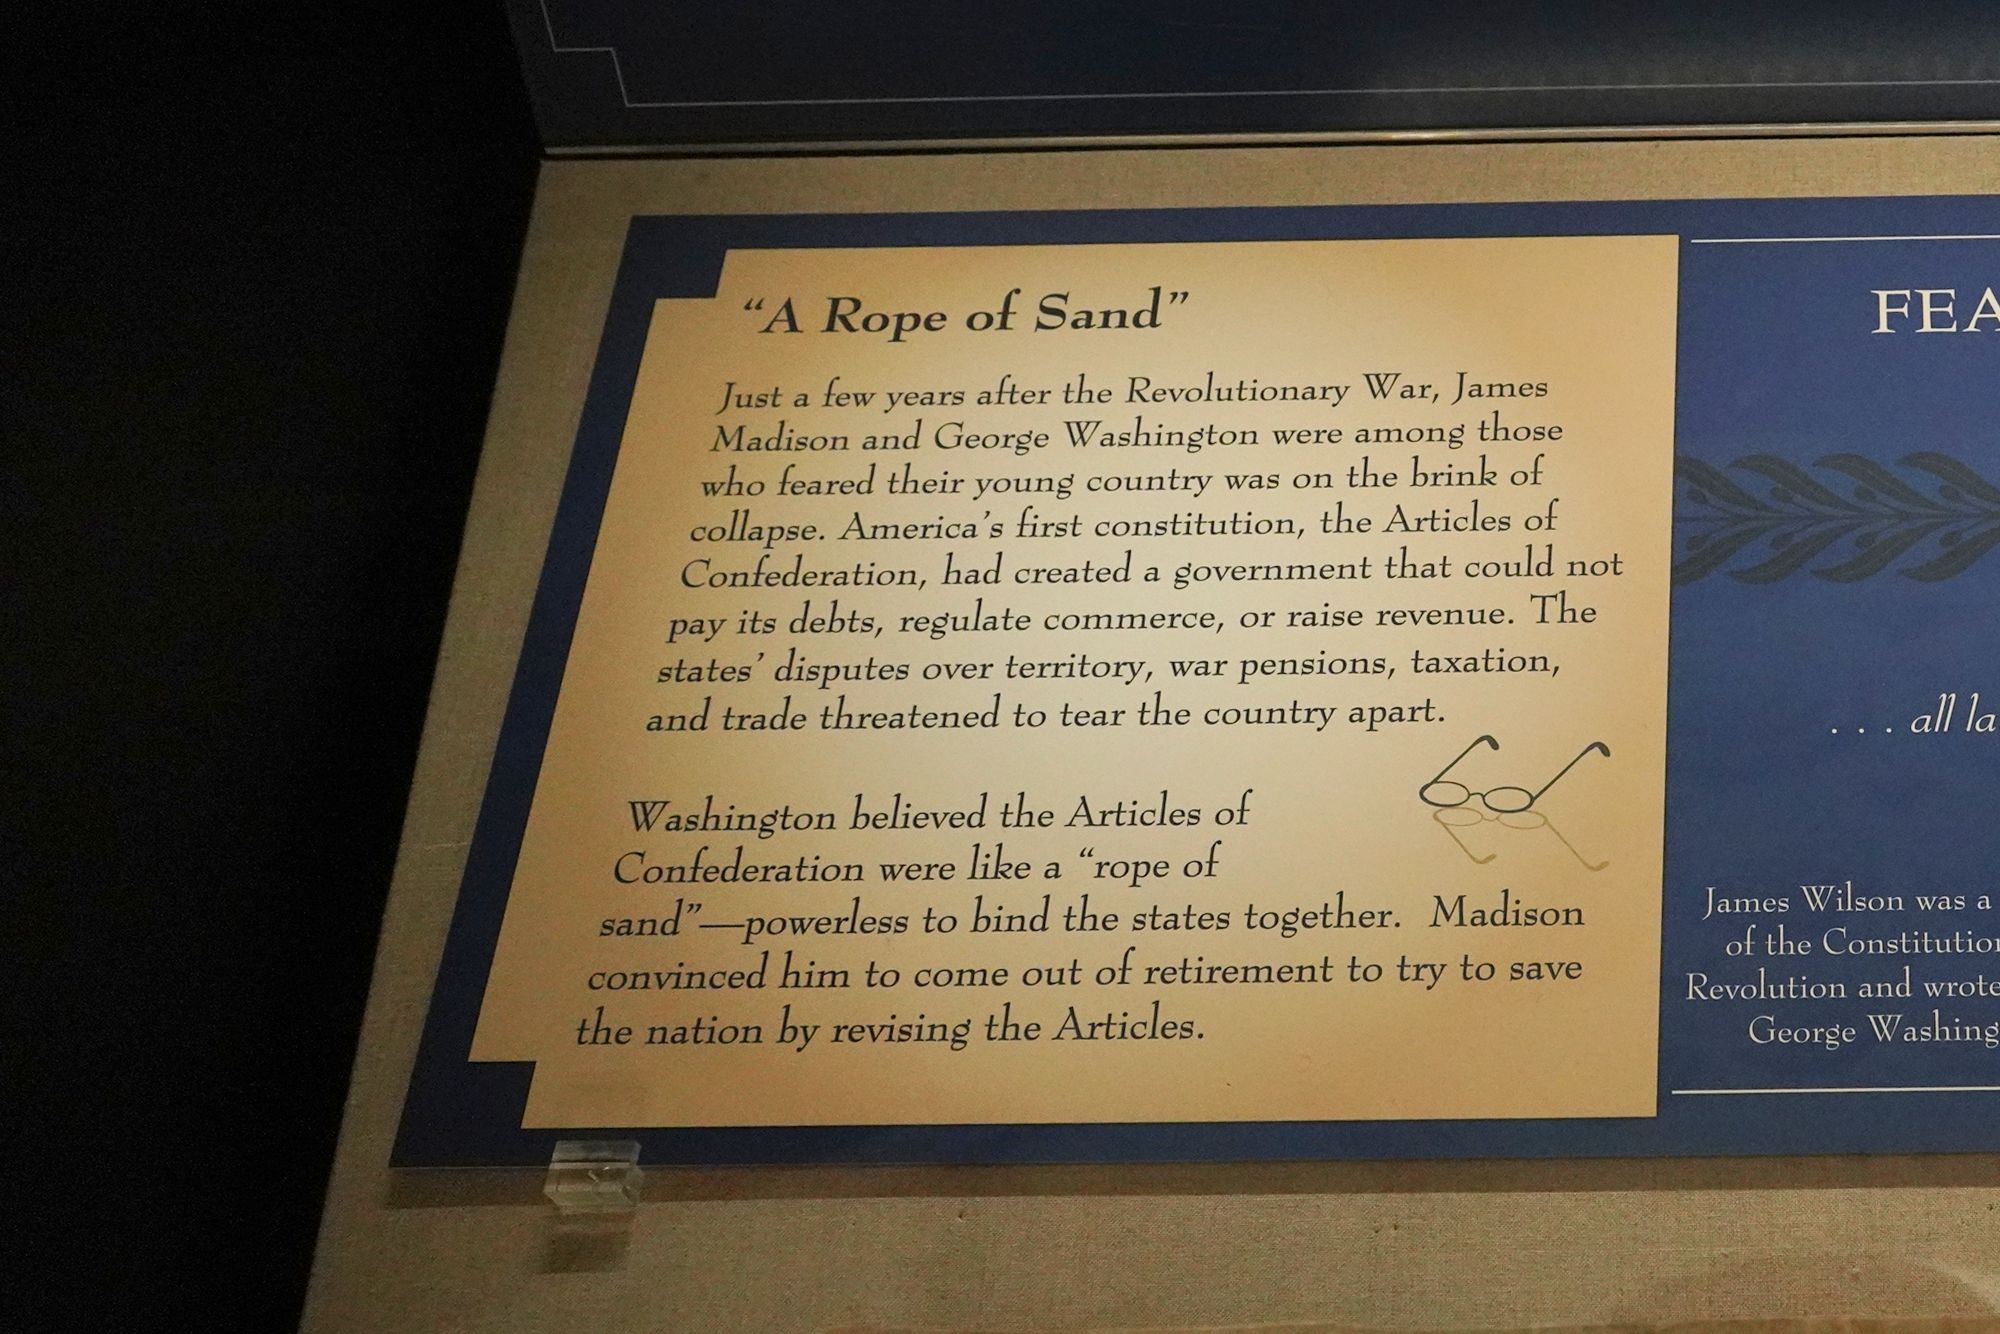 “A Rope of Sand”
Just a few years after the Revolutionary War, James
Madison and George Washington were among those
who feared their young country was on the brink of
collapse. America’s first constitution, the Articles of
Confederation, had created a government that could not
pay its debts, regulate commerce, or raise revenue. The
states’ disputes over territory, war pensions, taxation,
and trade threatened to tear the country apart.
Washington believed the Articles of
Confederation were like a “rope of
sand”—powerless to bind the states together. Madison
convinced him to come out of retirement to try to save
the nation by revising the Articles.
FEA
. . . all la
James Wilson was a
of the Constitution
Revolution and wrote
George Washing